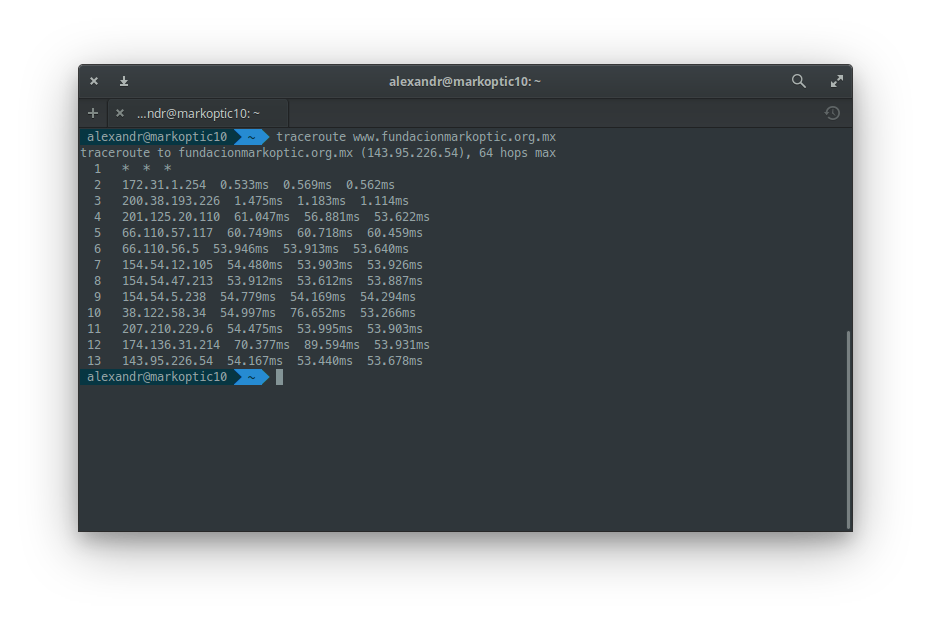 alexandr@markoptic10: ~
...ndr@markoptic10: ~
alexandr@markoptic10 ~ traceroute www.fundacionmarkoptic.org.mx
traceroute to fundacionmarkoptic.org.mx (143.95.226.54), 64 hops max
1 * * *
2 172.31.1.254 0.533ms 0.569ms 0.562ms
3 200.38.193.226 1.475ms 1.183ms 1.114ms
4 201.125.20.110 61.047ms 56.881ms 53.622ms
5 66.110.57.117 60.749ms 60.718ms 60.459ms
6 66.110.56.5 53.946ms 53.913ms 53.640ms
7 154.54.12.105 54.480ms 53.903ms 53.926ms
8 154.54.47.213 53.912ms 53.612ms 53.887ms
9 154.54.5.238 54.779ms 54.169ms 54.294ms
10 38.122.58.34 54.997ms 76.652ms 53.266ms
11 207.210.229.6 54.475ms 53.995ms 53.903ms
12 174.136.31.214 70.377ms 89.594ms 53.931ms
13 143.95.226.54 54.167ms 53.440ms 53.678ms
alexandr@markoptic10 ~